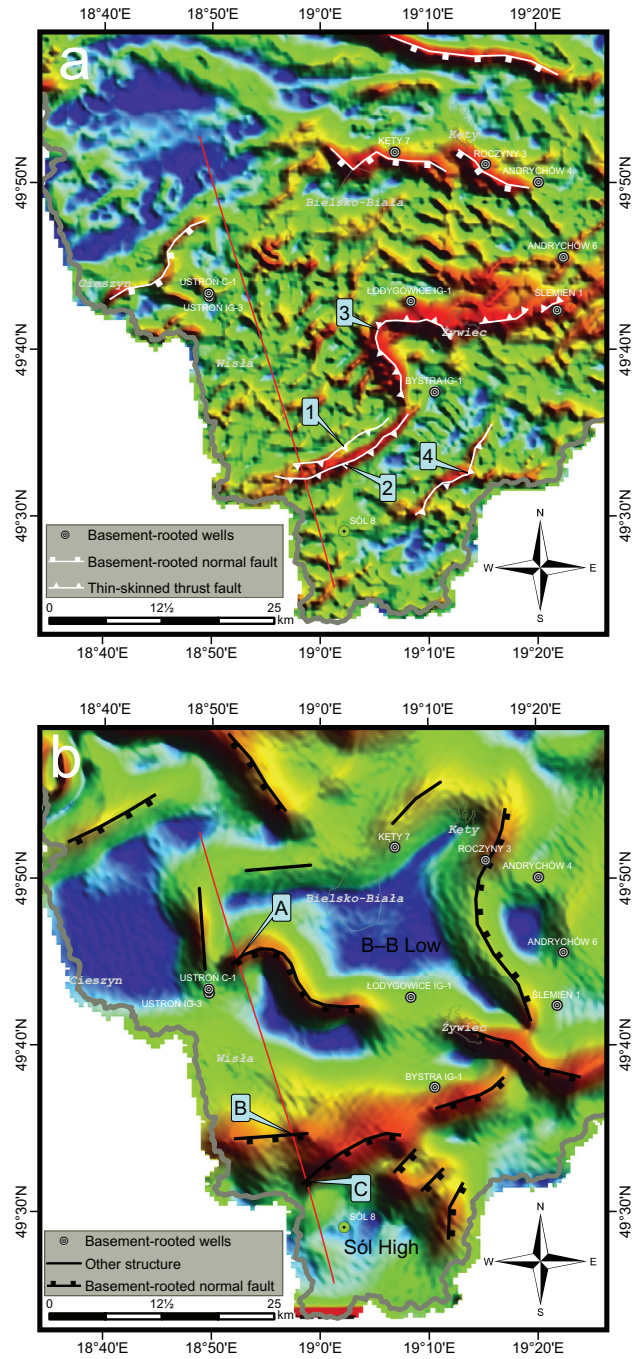 18°40'E 18°50'E 19°0'E 19°10'E 19°20'E
a
KĘTY 7
Kęty
ROCZYNY 3
49°50'N
49°50'N
ANDRYCHÓW 4
Bielsko-Biała
ANDRYCHÓW 6
Cieszyn
USTROŃ C-1
USTROŃ IG-3
ŁODYGOWICE IG-1
ŚLEMIEŃ 1
3
Żywiec
49°40'N
49°40'N
Wisła
BYSTRA IG-1
1
4
2
49°30'N
49°30'N
SÓL 8
Basement-rooted wells
Basement-rooted normal fault
Thin-skinned thrust fault
0 12½ 25
km
N
W E
S
18°40'E 18°50'E 19°0'E 19°10'E 19°20'E
18°40'E 18°50'E 19°0'E 19°10'E 19°20'E
b
KĘTY 7
Kęty
ROCZYNY 3
49°50'N
49°50'N
ANDRYCHÓW 4
Bielsko-Biała
A
B–B Low
ANDRYCHÓW 6
Cieszyn
USTROŃ C-1
USTROŃ IG-3
ŁODYGOWICE IG-1
ŚLEMIEŃ 1
Żywiec
49°40'N
49°40'N
Wisła
BYSTRA IG-1
B
C
49°30'N
49°30'N
SÓL 8
Sól High
Basement-rooted wells
Other structure
Basement-rooted normal fault
0 12½ 25
km
N
W E
S
18°40'E 18°50'E 19°0'E 19°10'E 19°20'E